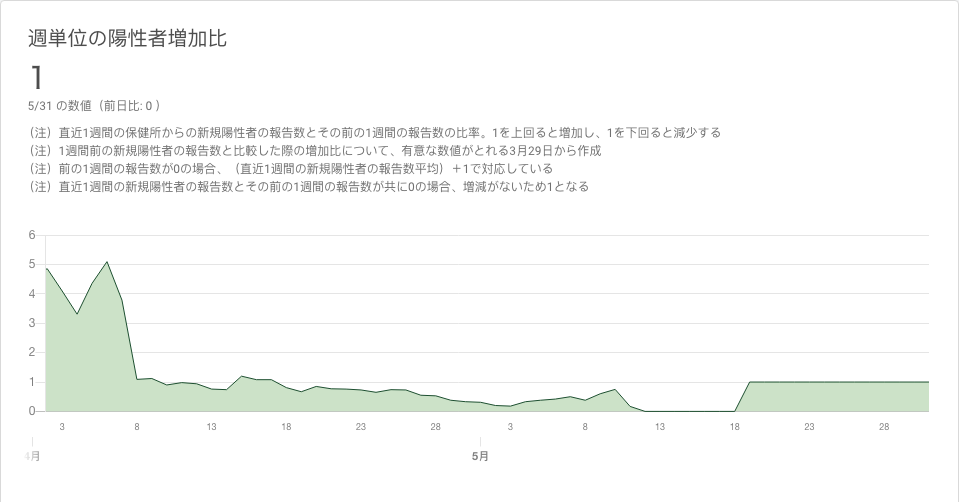 週単位の陽性者増加比
1
5/31 の数値（前日比: 0 ）
（注）直近1週間の保健所からの新規陽性者の報告数とその前の1週間の報告数の比率。1を上回ると増加し、1を下回ると減少する
（注）1週間前の新規陽性者の報告数と比較した際の増加比について、有意な数値がとれる3月29日から作成
（注）前の1週間の報告数が0の場合、（直近1週間の新規陽性者の報告数平均）＋1で対応している
（注）直近1週間の新規陽性者の報告数とその前の1週間の報告数が共に0の場合、増減がないため1となる
6
5
4
3
2
1
0
3 8 13 18 23 28 3 8 13 18 23 28
4月 5月